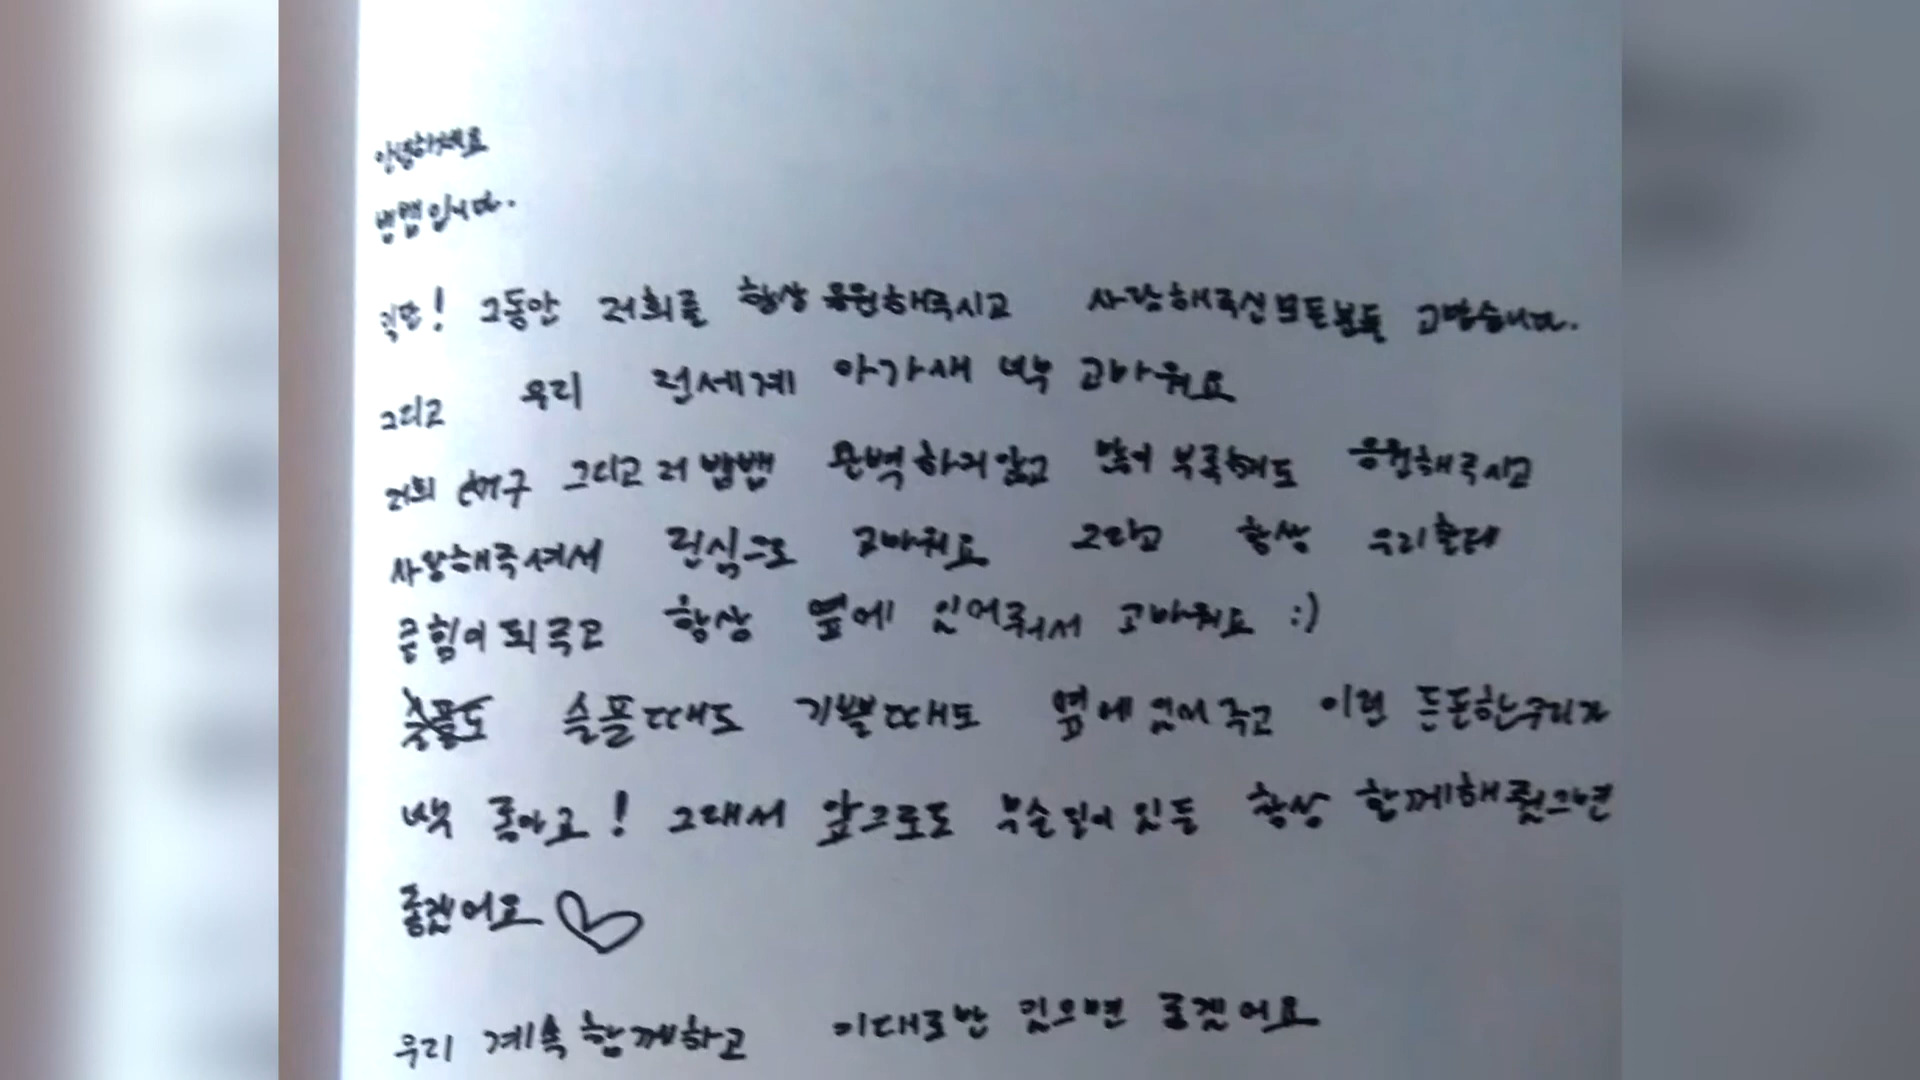 안녕하세요
뱀뱀입니다.
일단! 그동안 저희를 항상 응원해주시고 사랑해주신 모든분들 고맙습니다.
그리고 우리 전세계 아가새 너무 고마워요
저희 그리고 저 뱀뱀 완벽하지않고 많이 부족해도 응원해주시고
사랑해주셔서 진심으로 고마워요 그리고 항상 우리한테
큰힘이 되주고 항상 옆에 있어줘서 고마워요 :)
슬플때도 기쁠때도 옆에 있어주고 이런 든든한 우리가
너무 좋아고! 그래서 앞으로도 무슨일이 있든 항상 함께해줬으면
좋겠어요 ♡
우리 계속 함께하고 이대로만 있으면 좋겠어요